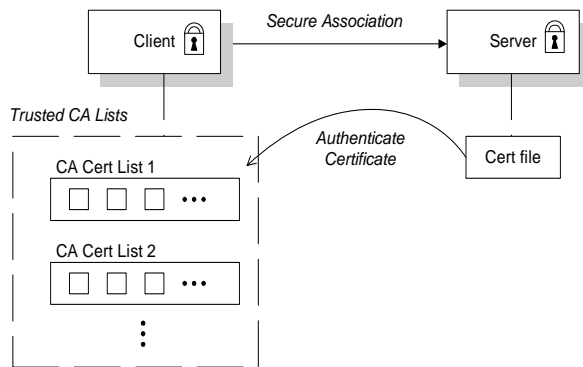 Secure Association
Client
Server
Trusted CA Lists
Authenticate
Certificate
Cert file
CA Cert List 1
CA Cert List 2